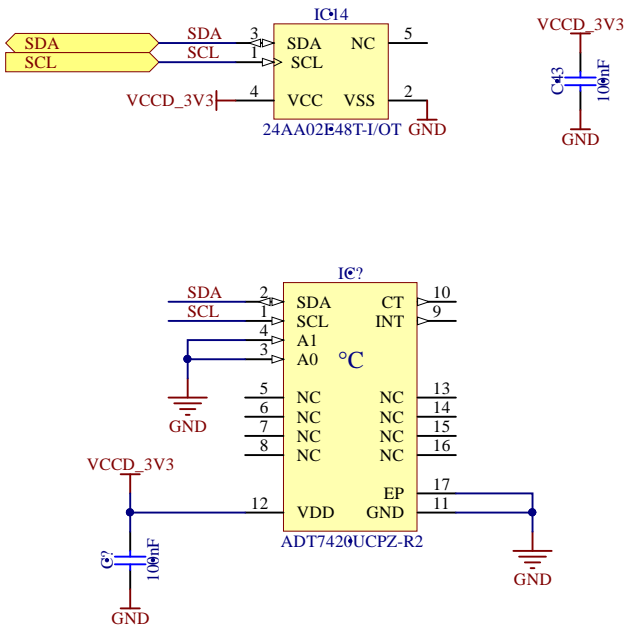 IC14
SDA SDA 3 SDA NC 5
SCL SCL 1 SCL
VCCD_3V3 4 VCC VSS 2
24AA02E48T-I/OT GND
VCCD_3V3
C43 100nF
GND
IC?
SDA 2 SDA CT 10
SCL 1 SCL INT 9
4 A1
3 A0 °C
GND
5 NC NC 13
6 NC NC 14
7 NC NC 15
8 NC NC 16
VCCD_3V3
EP 17
12 VDD GND 11
ADT7420UCPZ-R2
C? 100nF
GND
GND